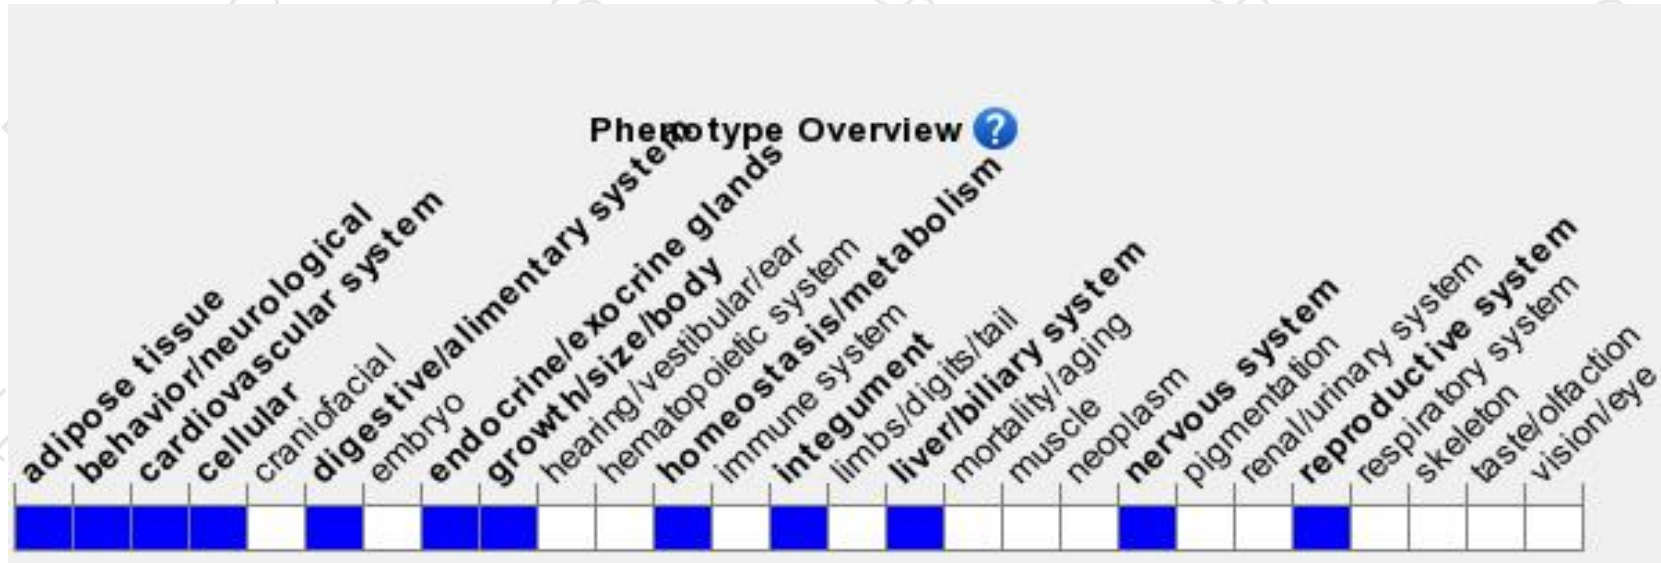 Phenotype Overview ?
adipose tissue
behavior/neurological
cardiovascular system
cellular
craniofacial
digestive/alimentary system
embryo
endocrine/exocrine glands
growth/size/body
hearing/vestibular/ear
hematopoietic system
homeostasis/metabolism
immune system
integument
limbs/digits/tail
liver/biliary system
mortality/aging
muscle
neoplasm
nervous system
pigmentation
renal/urinary system
reproductive system
respiratory system
skeleton
taste/olfaction
vision/eye